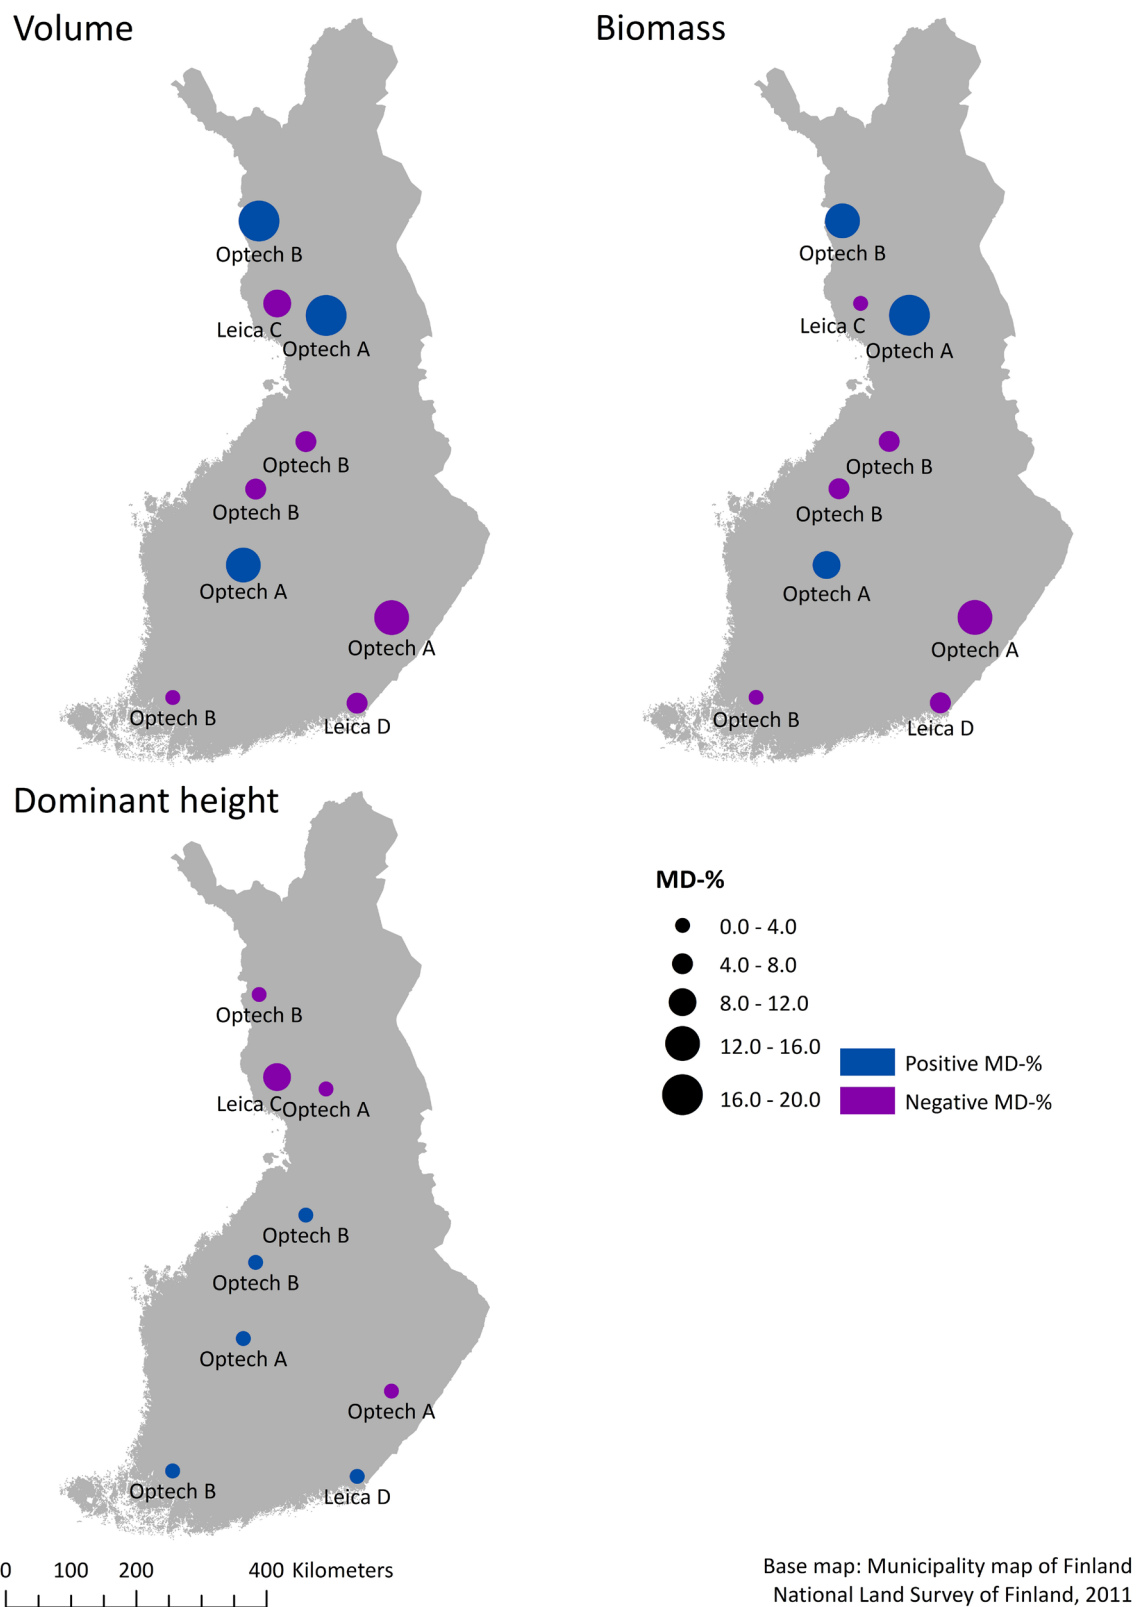 Volume
Biomass
Optech B
Leica C
Optech A
Optech B
Optech B
Optech A
Optech A
Optech B
Leica D
Optech B
Leica C
Optech A
Optech B
Optech B
Optech A
Optech A
Optech B
Leica D
Dominant height
Optech B
Leica C
Optech A
Optech B
Optech B
Optech A
Optech A
Optech B
Leica D
MD-%
0.0 - 4.0
4.0 - 8.0
8.0 - 12.0
12.0 - 16.0
16.0 - 20.0
Positive MD-%
Negative MD-%
0 100 200 400 Kilometers
Base map: Municipality map of Finland
National Land Survey of Finland, 2011